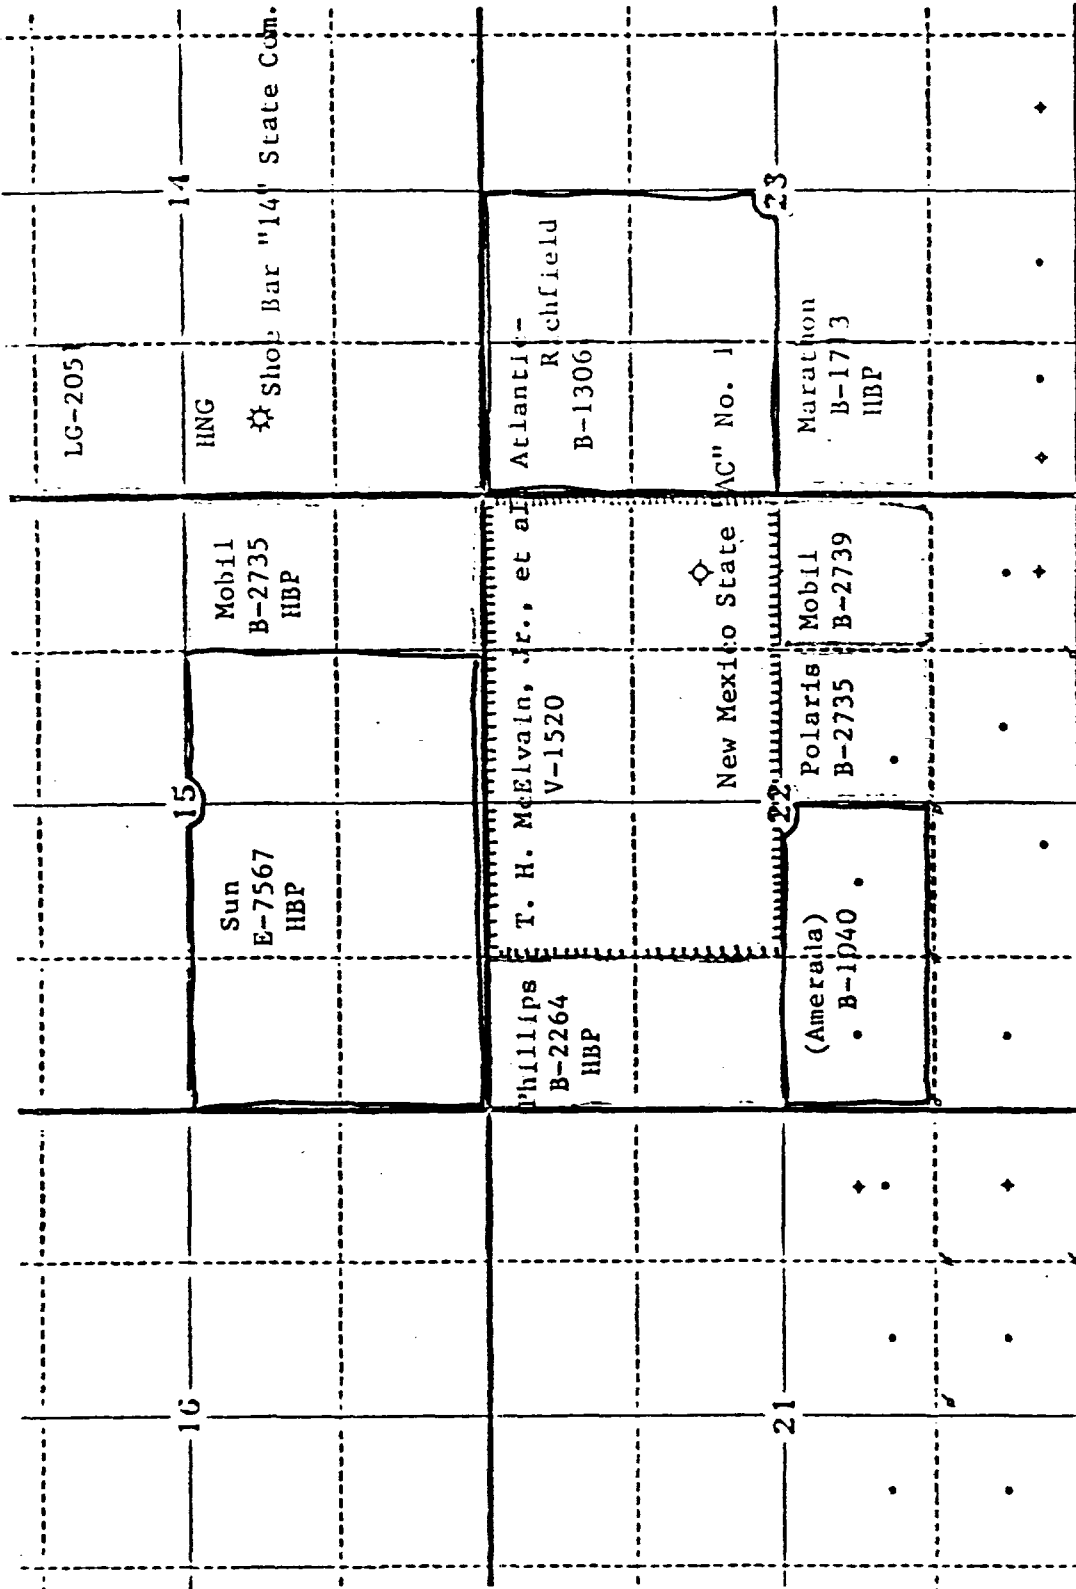 LG-205
14
HNG
Shoe Bar "14" State Com.
Mobil
B-2735
HBP
15
Sun
E-7567
HBP
16
Atlantic-
Richfield
B-1306
T. H. McElvain, Jr., et al
V-1520
Phillips
B-2264
HBP
New Mexico State "AC" No. 1
23
22
21
Marathon
B-1713
HBP
Mobil
B-2739
Polaris
B-2735
(Amerada)
B-1040